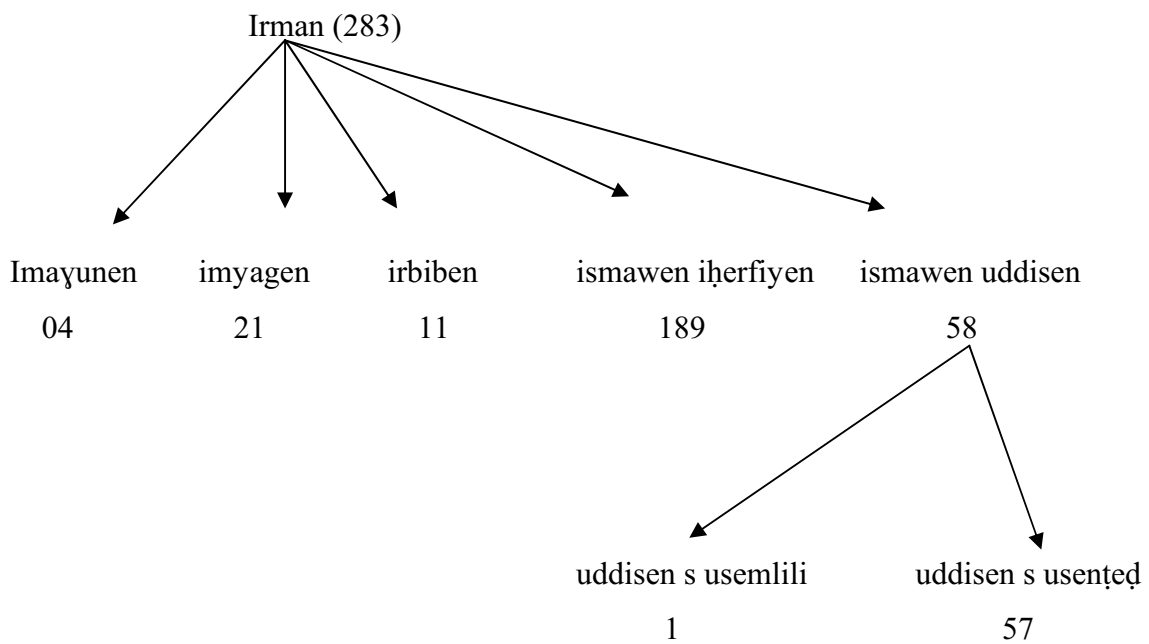 Irman (283)
Imaɣunen imyagen irbiben ismawen iḥerfiyen ismawen uddisen
04 21 11 189 58
uddisen s usemlili uddisen s usenṭeḍ
1 57